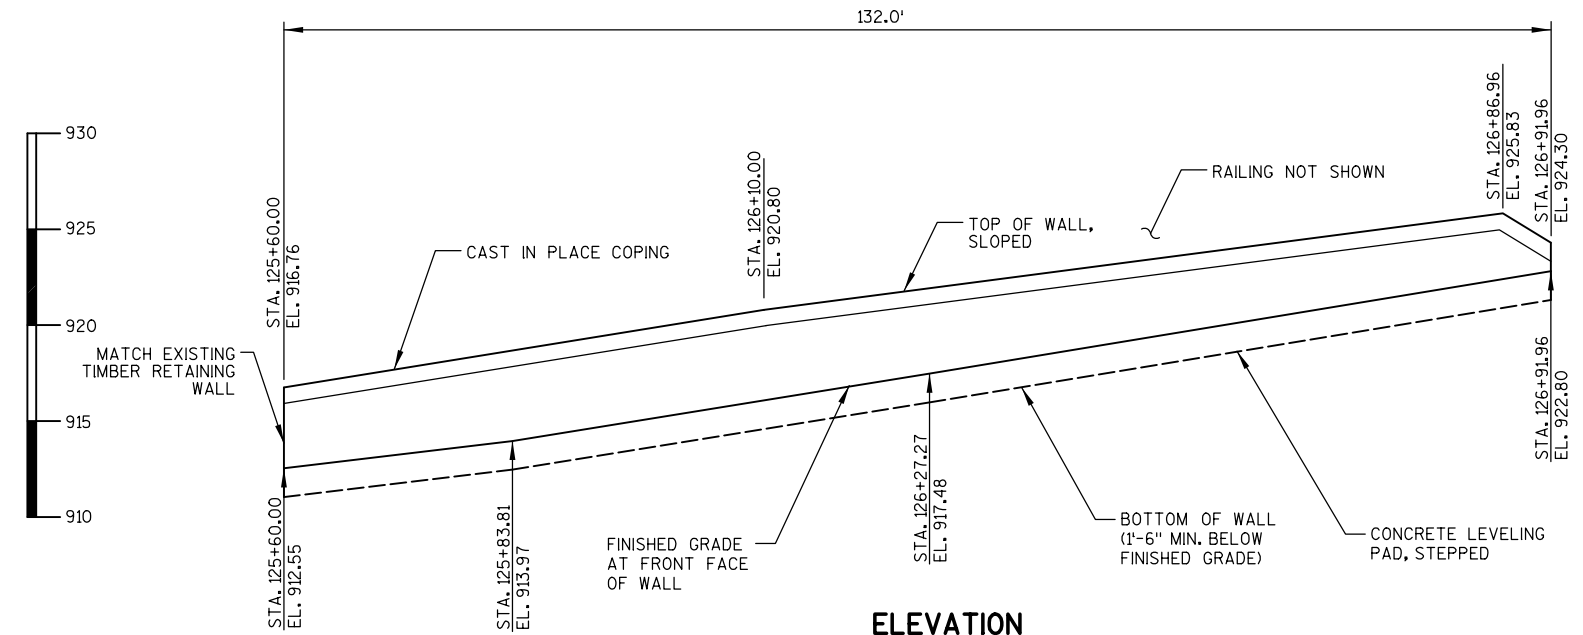 132.0'
930
925
920
915
910
STA. 125+60.00
EL. 916.76
STA. 126+10.00
EL. 920.80
STA. 126+86.96
EL. 925.83
STA. 126+91.96
EL. 924.30
RAILING NOT SHOWN
TOP OF WALL,
SLOPED
CAST IN PLACE COPING
MATCH EXISTING
TIMBER RETAINING
WALL
STA. 125+60.00
EL. 912.55
STA. 125+83.81
EL. 913.97
FINISHED GRADE
AT FRONT FACE
OF WALL
STA. 126+27.27
EL. 917.48
BOTTOM OF WALL
(1'-6" MIN. BELOW
FINISHED GRADE)
CONCRETE LEVELING
PAD, STEPPED
STA. 126+91.96
EL. 922.80
ELEVATION